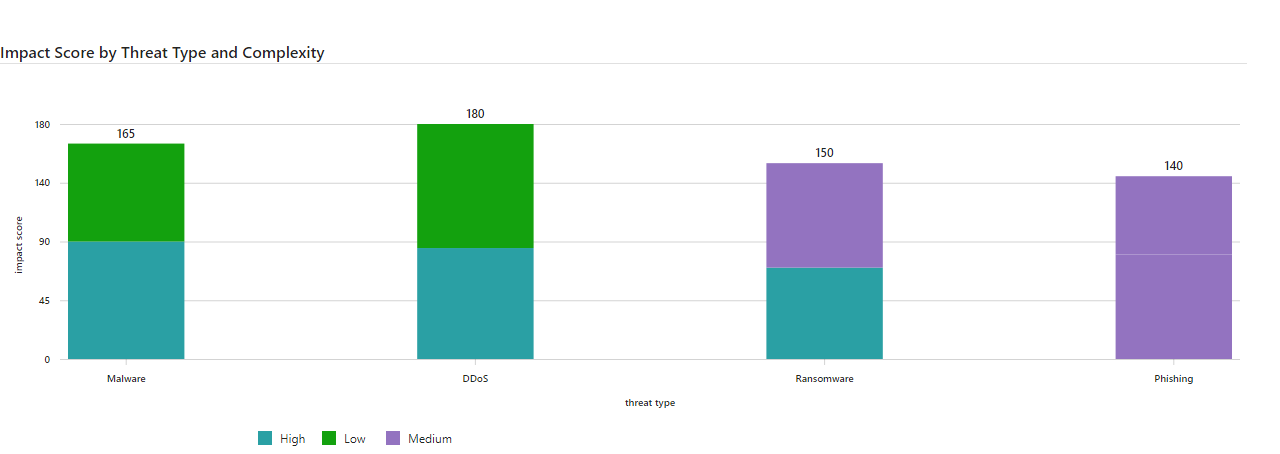 Impact Score by Threat Type and Complexity
180
165
180
150
140
140
90
45
0
impact score
Malware
DDoS
Ransomware
Phishing
threat type
High Low Medium